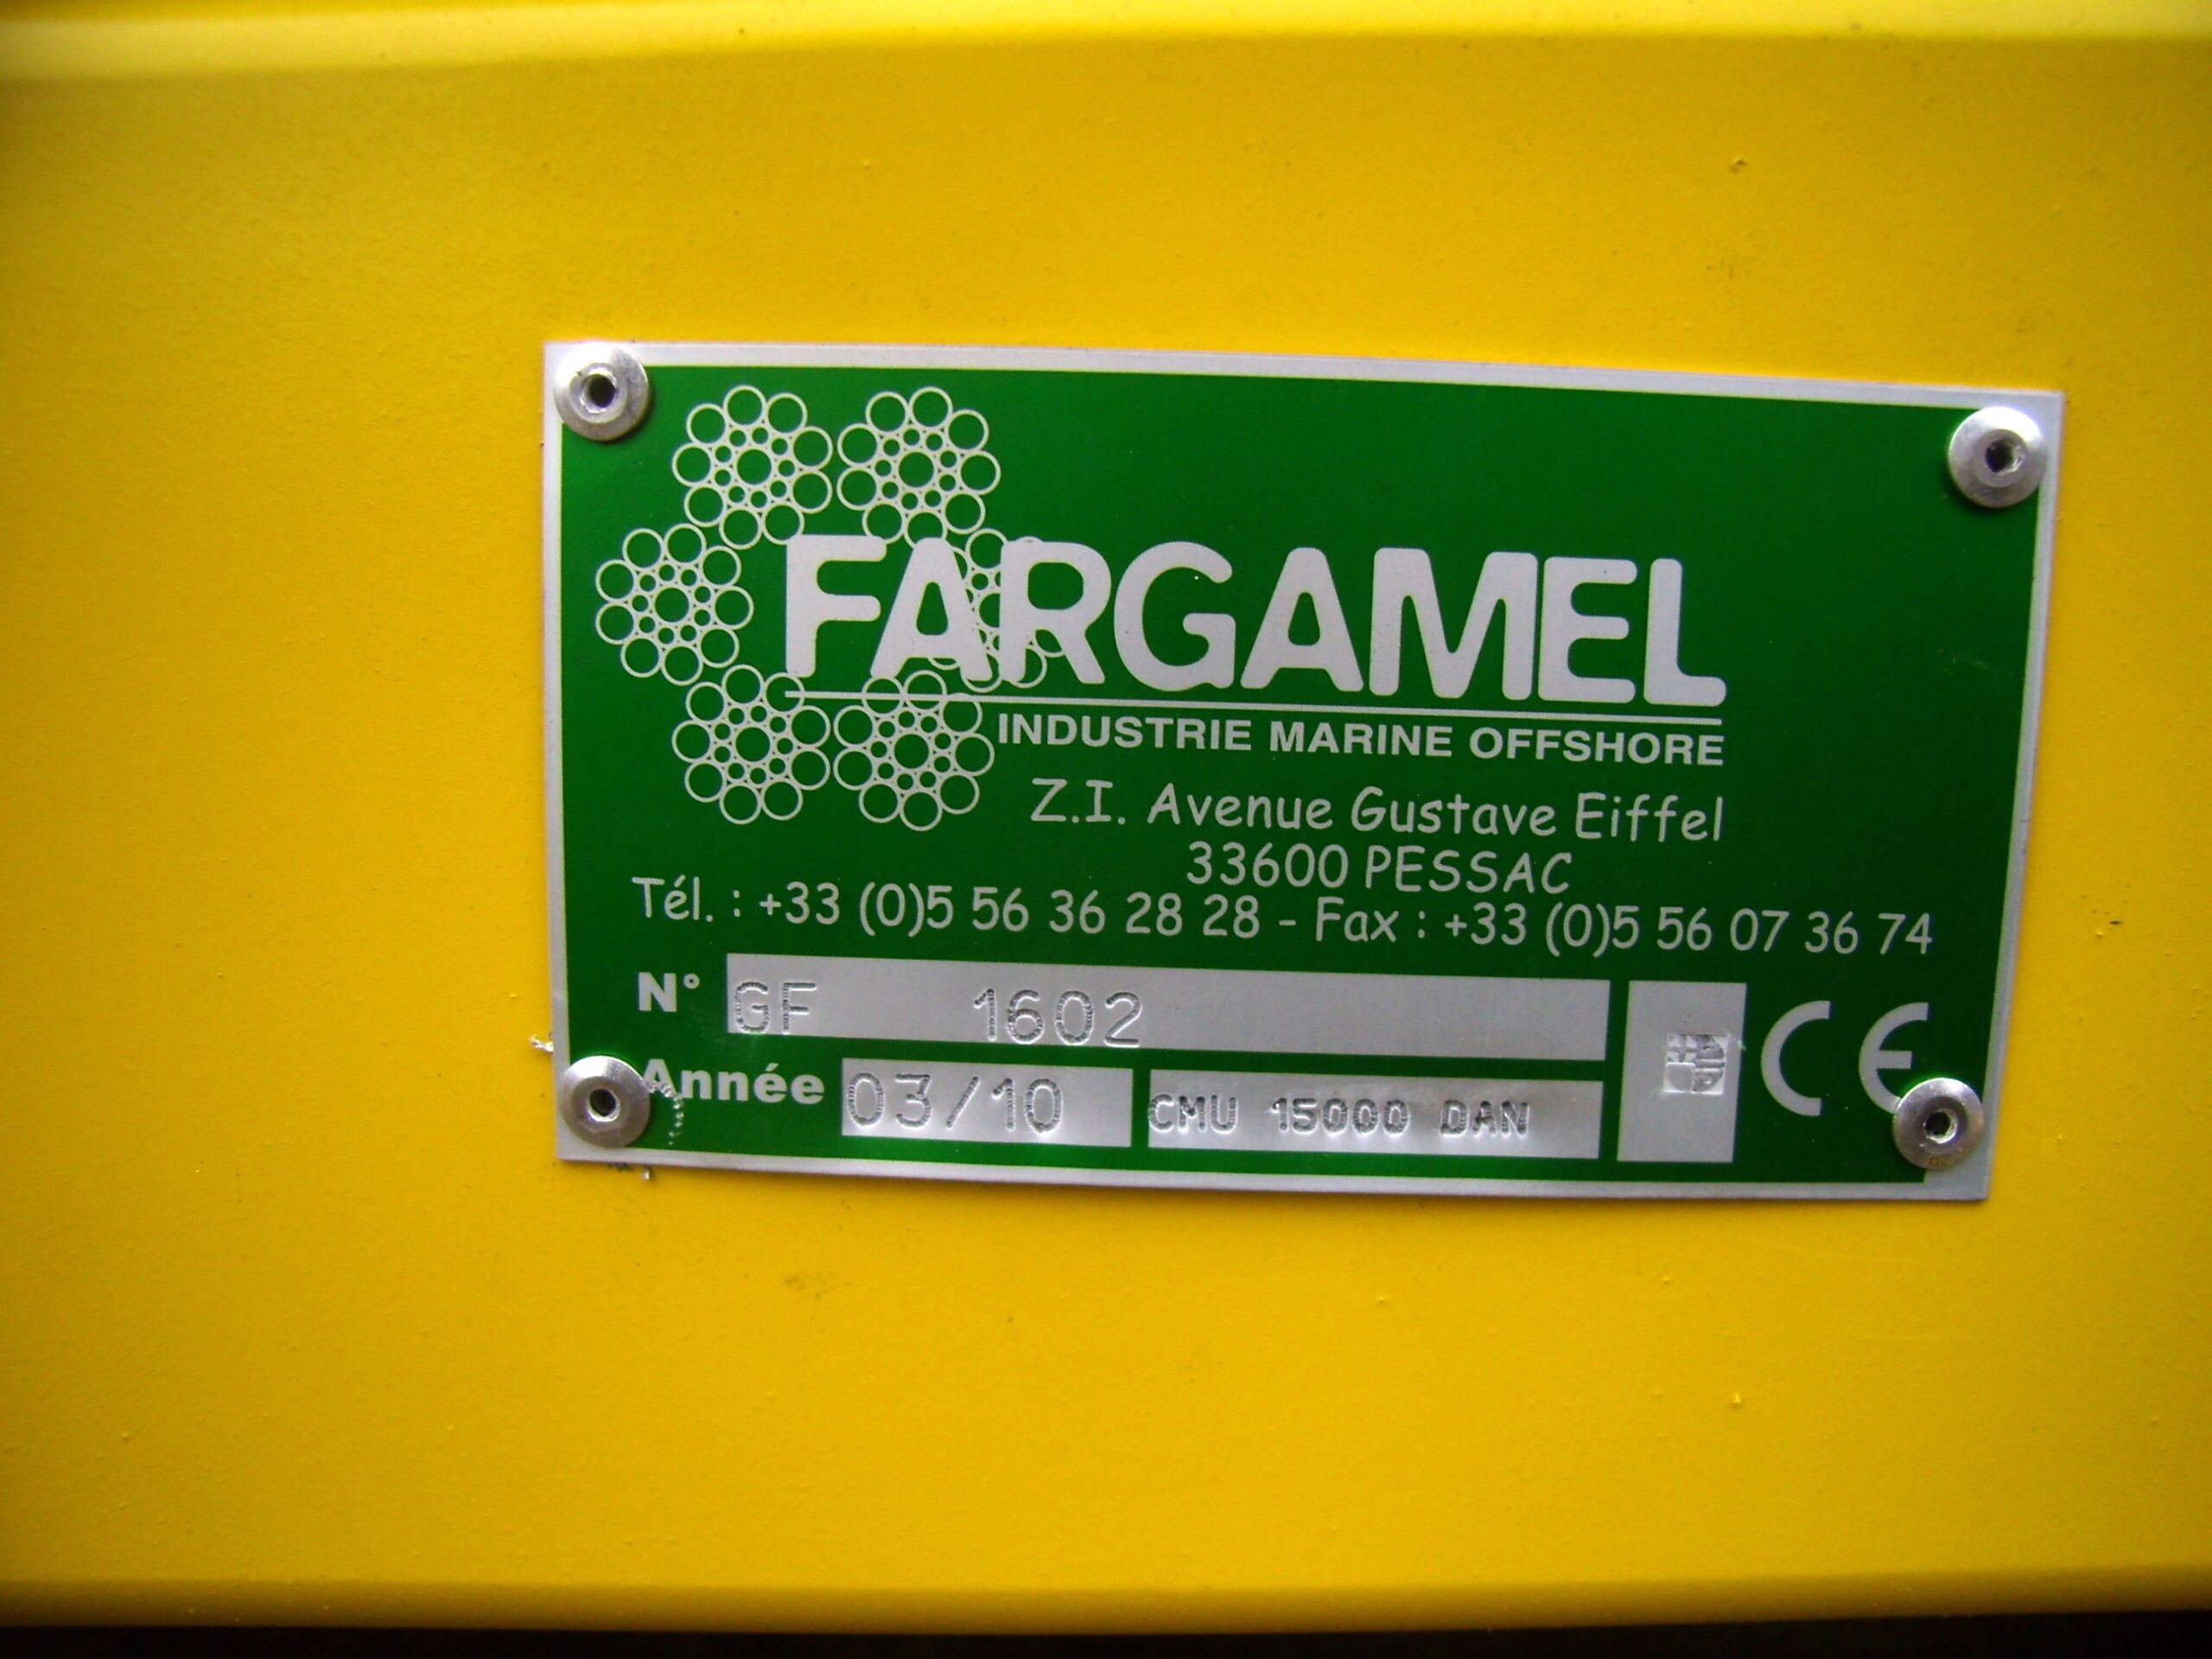 FARGAMEL
INDUSTRIE MARINE OFFSHORE
Z.I. Avenue Gustave Eiffel
33600 PESSAC
Tél. : +33 (0)5 56 36 28 28 - Fax : +33 (0)5 56 07 36 74
N° GF 1602
CE
Année 03/10 CMU 15000 DAN